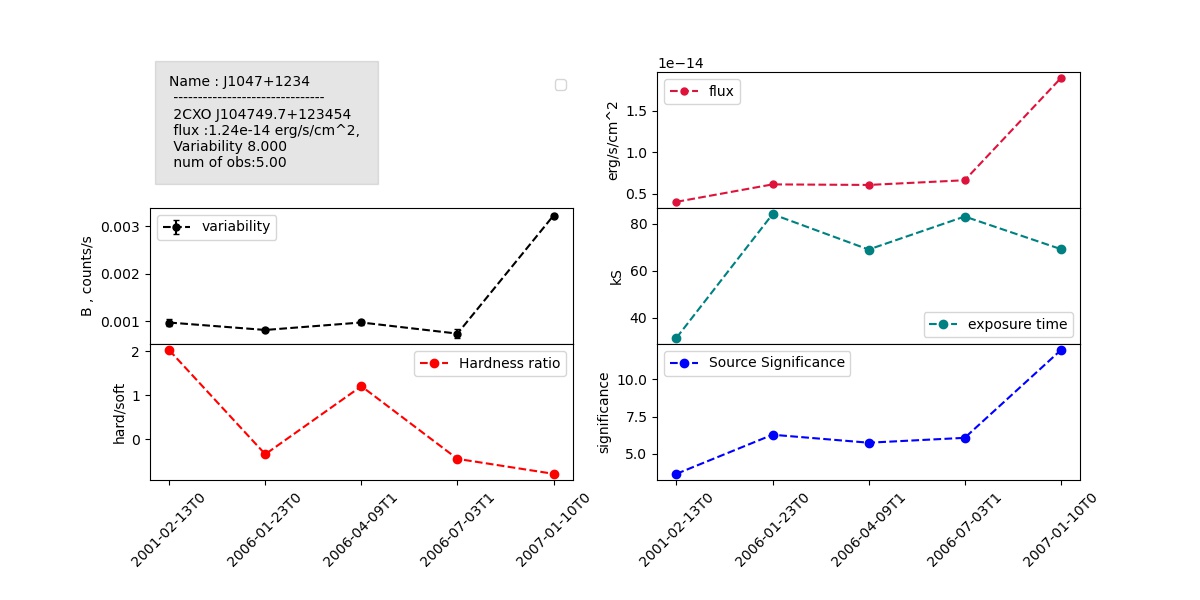 Name : J1047+1234
------------------------------
2CXO J104749.7+123454
flux :1.24e-14 erg/s/cm^2,
Variability 8.000
num of obs:5.00
B , counts/s
0.003
0.002
0.001
variability
hard/soft
2
1
0
Hardness ratio
2001-02-13T0
2006-01-23T0
2006-04-09T1
2006-07-03T1
2007-01-10T0
1e−14
erg/s/cm^2
1.5
1.0
0.5
flux
kS
80
60
40
exposure time
significance
10.0
7.5
5.0
Source Significance
2001-02-13T0
2006-01-23T0
2006-04-09T1
2006-07-03T1
2007-01-10T0